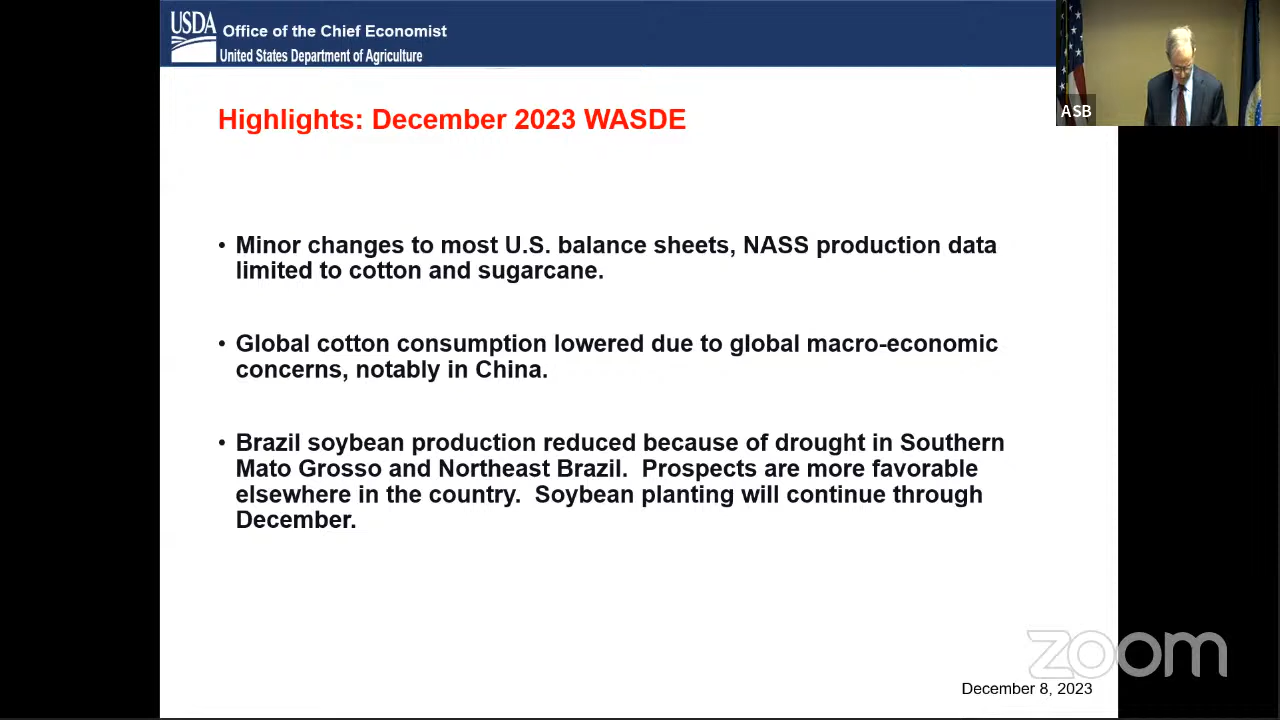 USDA
Office of the Chief Economist
United States Department of Agriculture
ASB
Highlights: December 2023 WASDE
• Minor changes to most U.S. balance sheets, NASS production data
limited to cotton and sugarcane.
• Global cotton consumption lowered due to global macro-economic
concerns, notably in China.
• Brazil soybean production reduced because of drought in Southern
Mato Grosso and Northeast Brazil.  Prospects are more favorable
elsewhere in the country.  Soybean planting will continue through
December.
zoom
December 8, 2023